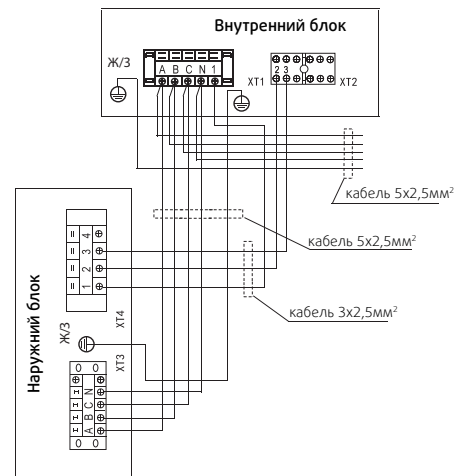 Внутренний блок
Ж/З
A B C N 1
XT1
2 3
XT2
кабель 5х2,5мм²
кабель 5х2,5мм²
кабель 3х2,5мм²
Наружний блок
1 2 3 4
XT4
Ж/З
XT3
A B C N